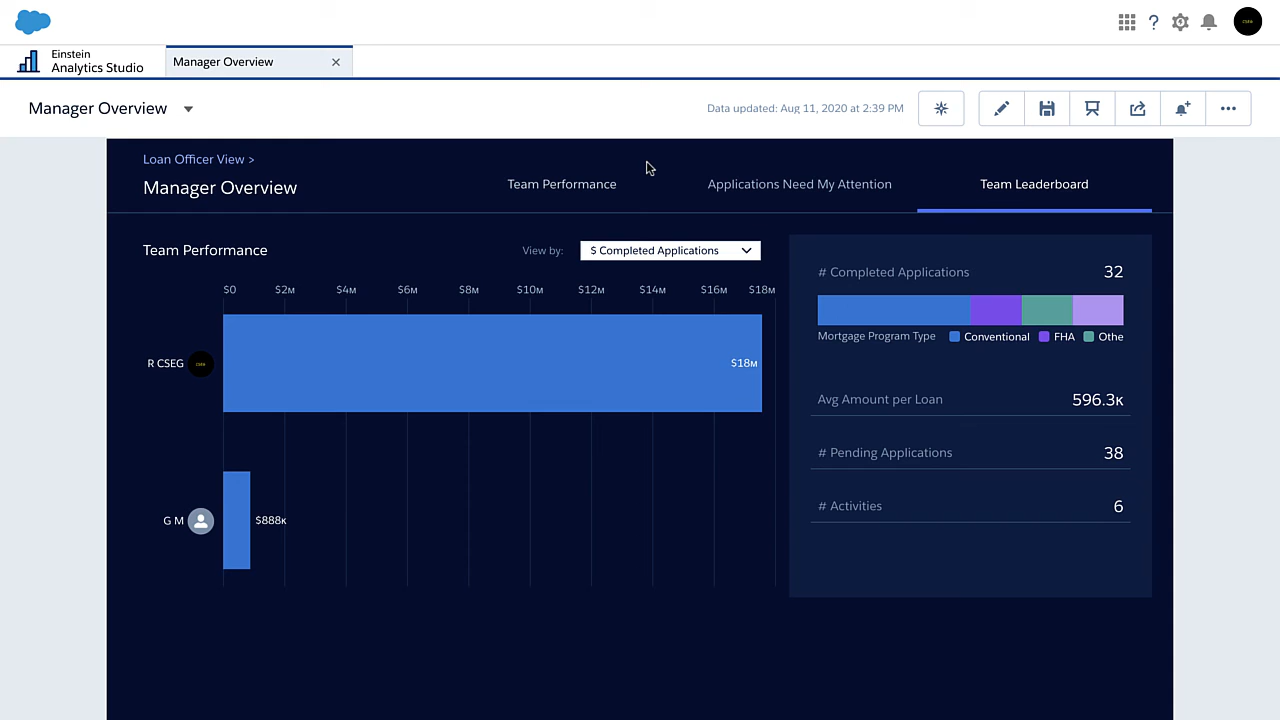 Einstein
Analytics Studio
Manager Overview
Manager Overview
Data updated: Aug 11, 2020 at 2:39 PM
Loan Officer View >
Manager Overview
Team Performance
Applications Need My Attention
Team Leaderboard
Team Performance
View by:
$ Completed Applications
$0 $2M $4M $6M $8M $10M $12M $14M $16M $18M
R CSEG
CSEG
$18M
G M
$888K
# Completed Applications 32
Mortgage Program Type Conventional FHA Othe
Avg Amount per Loan 596.3K
# Pending Applications 38
# Activities 6